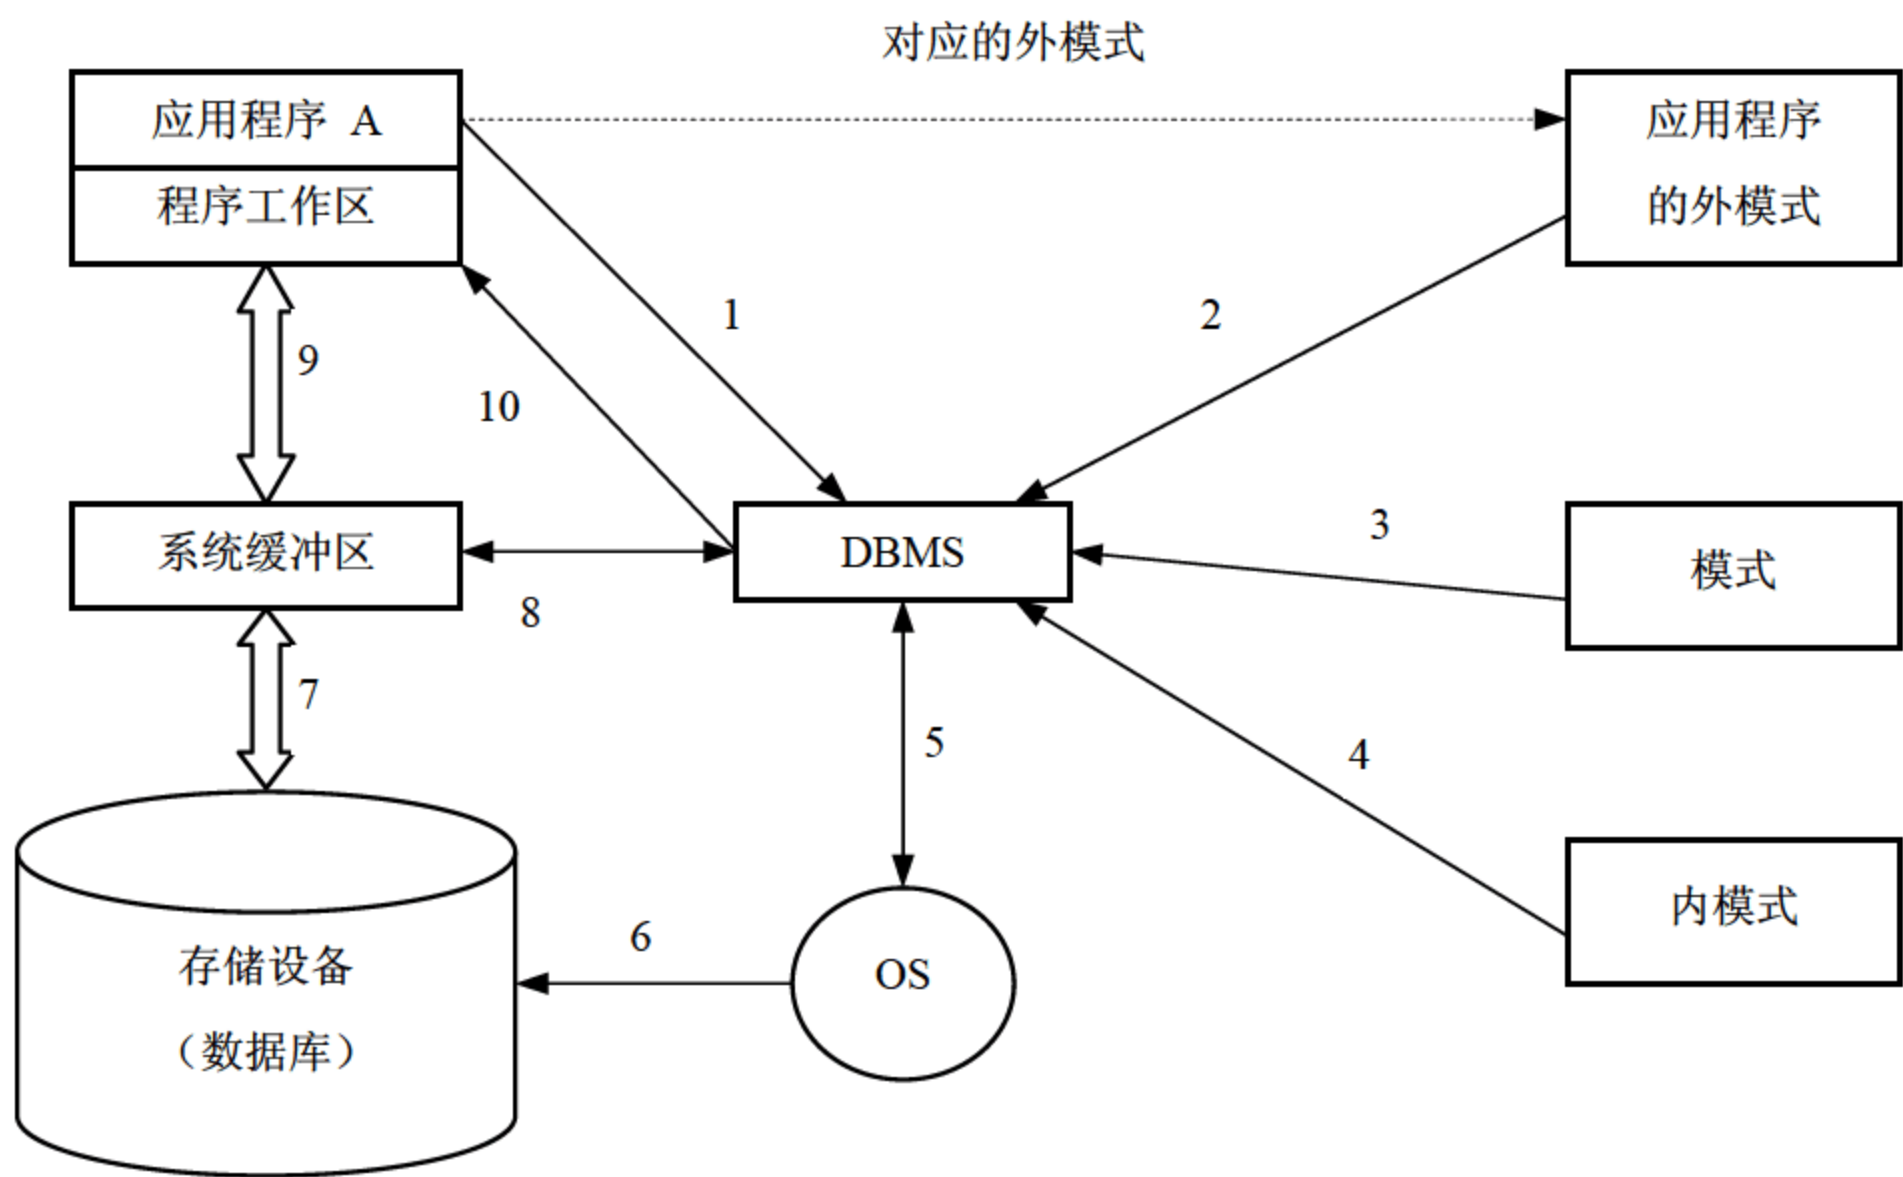 对应的外模式
应用程序 A
程序工作区
应用程序
的外模式
1
2
9
10
3
系统缓冲区
DBMS
模式
8
7
5
4
内模式
6
OS
存储设备
（数据库）